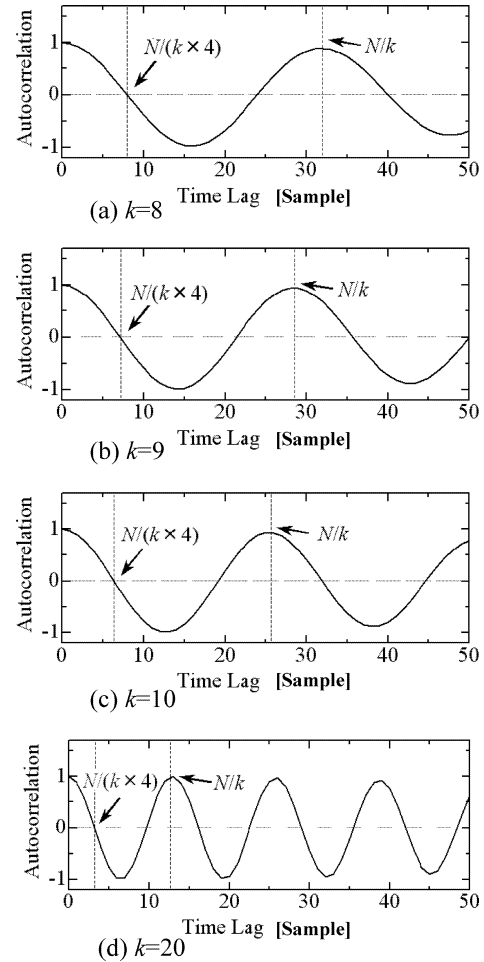 Autocorrelation
1
0
-1
N/(k × 4)
N/k
0 10 20 30 40 50
Time Lag [Sample]
(a) k=8
Autocorrelation
1
0
-1
N/(k × 4)
N/k
0 10 20 30 40 50
Time Lag [Sample]
(b) k=9
Autocorrelation
1
0
-1
N/(k × 4)
N/k
0 10 20 30 40 50
Time Lag [Sample]
(c) k=10
Autocorrelation
1
0
-1
N/(k × 4)
N/k
0 10 20 30 40 50
Time Lag [Sample]
(d) k=20